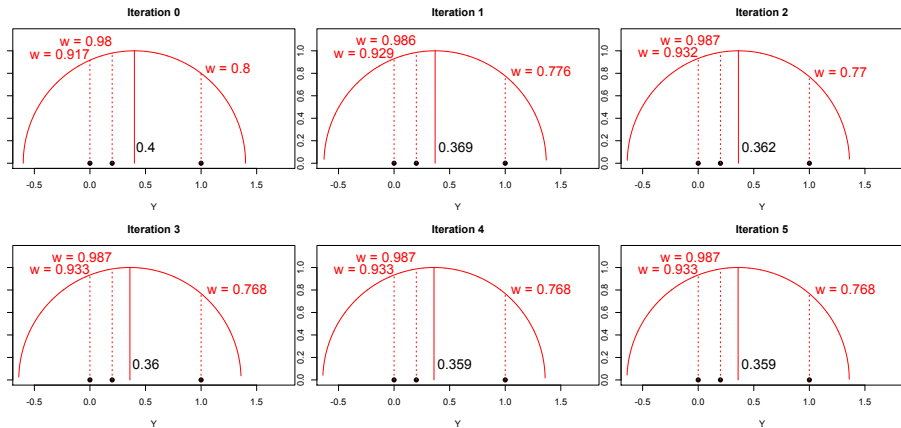 Iteration 0
w = 0.98
w = 0.917
w = 0.8
0.4
-0.5 0.0 0.5 1.0 1.5
Y
Iteration 1
w = 0.986
w = 0.929
w = 0.776
0.369
0.0 0.2 0.4 0.6 0.8 1.0
-0.5 0.0 0.5 1.0 1.5
Y
Iteration 2
w = 0.987
w = 0.932
w = 0.77
0.362
0.0 0.2 0.4 0.6 0.8 1.0
-0.5 0.0 0.5 1.0 1.5
Y
Iteration 3
w = 0.987
w = 0.933
w = 0.768
0.36
-0.5 0.0 0.5 1.0 1.5
Y
Iteration 4
w = 0.987
w = 0.933
w = 0.768
0.359
0.0 0.2 0.4 0.6 0.8 1.0
-0.5 0.0 0.5 1.0 1.5
Y
Iteration 5
w = 0.987
w = 0.933
w = 0.768
0.359
0.0 0.2 0.4 0.6 0.8 1.0
-0.5 0.0 0.5 1.0 1.5
Y